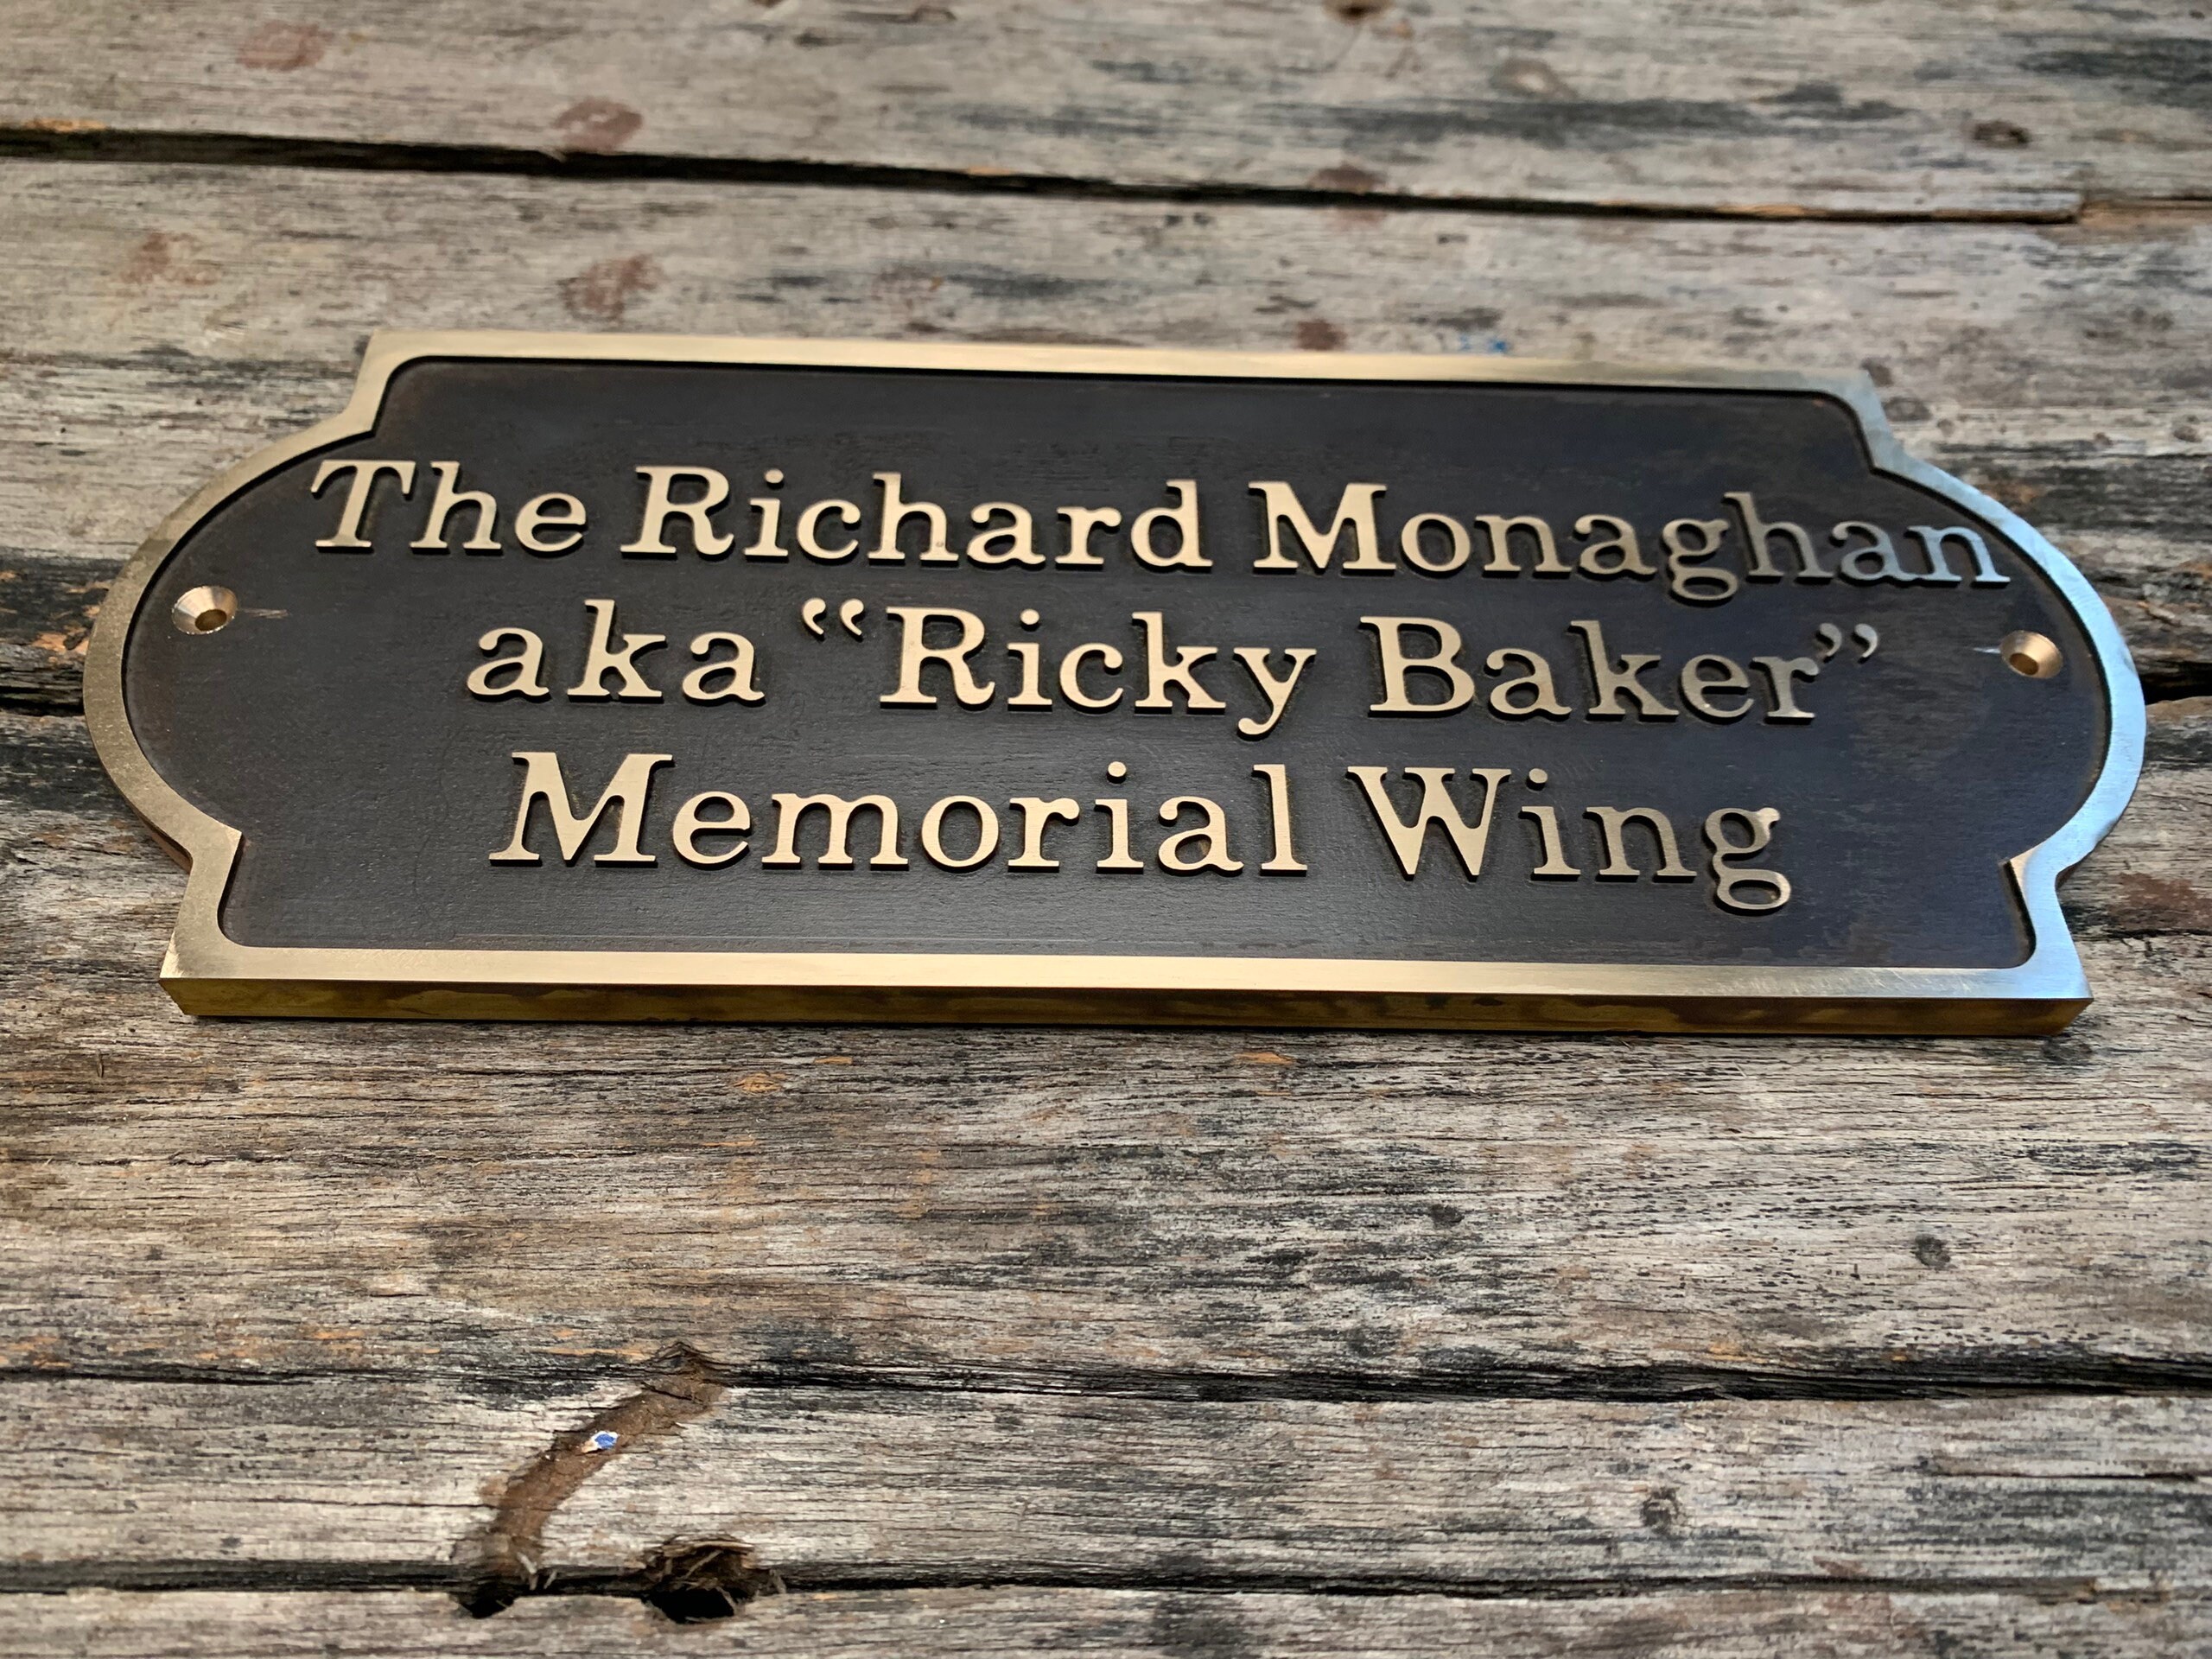 The Richard Monaghan
aka “Ricky Baker”
Memorial Wing